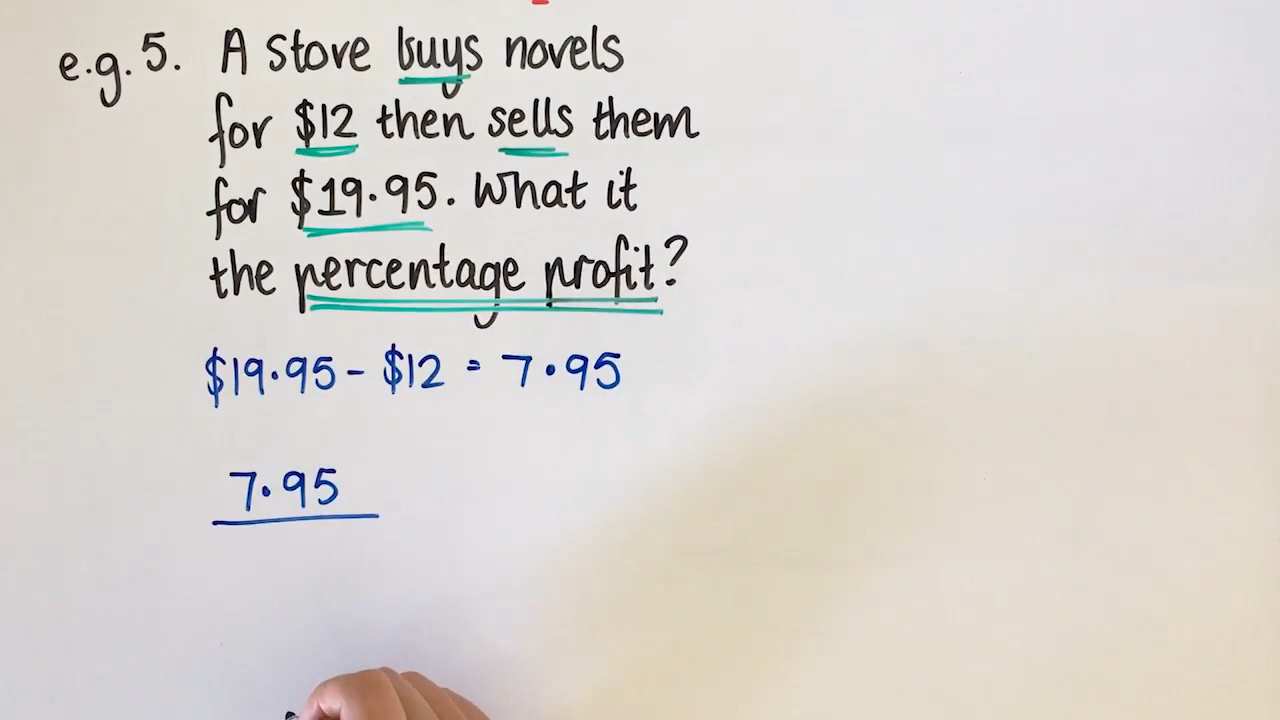 e.g. 5. A store buys novels
for $12 then sells them
for $19.95. What it
the percentage profit?
$19.95 - $12 = 7.95
7.95